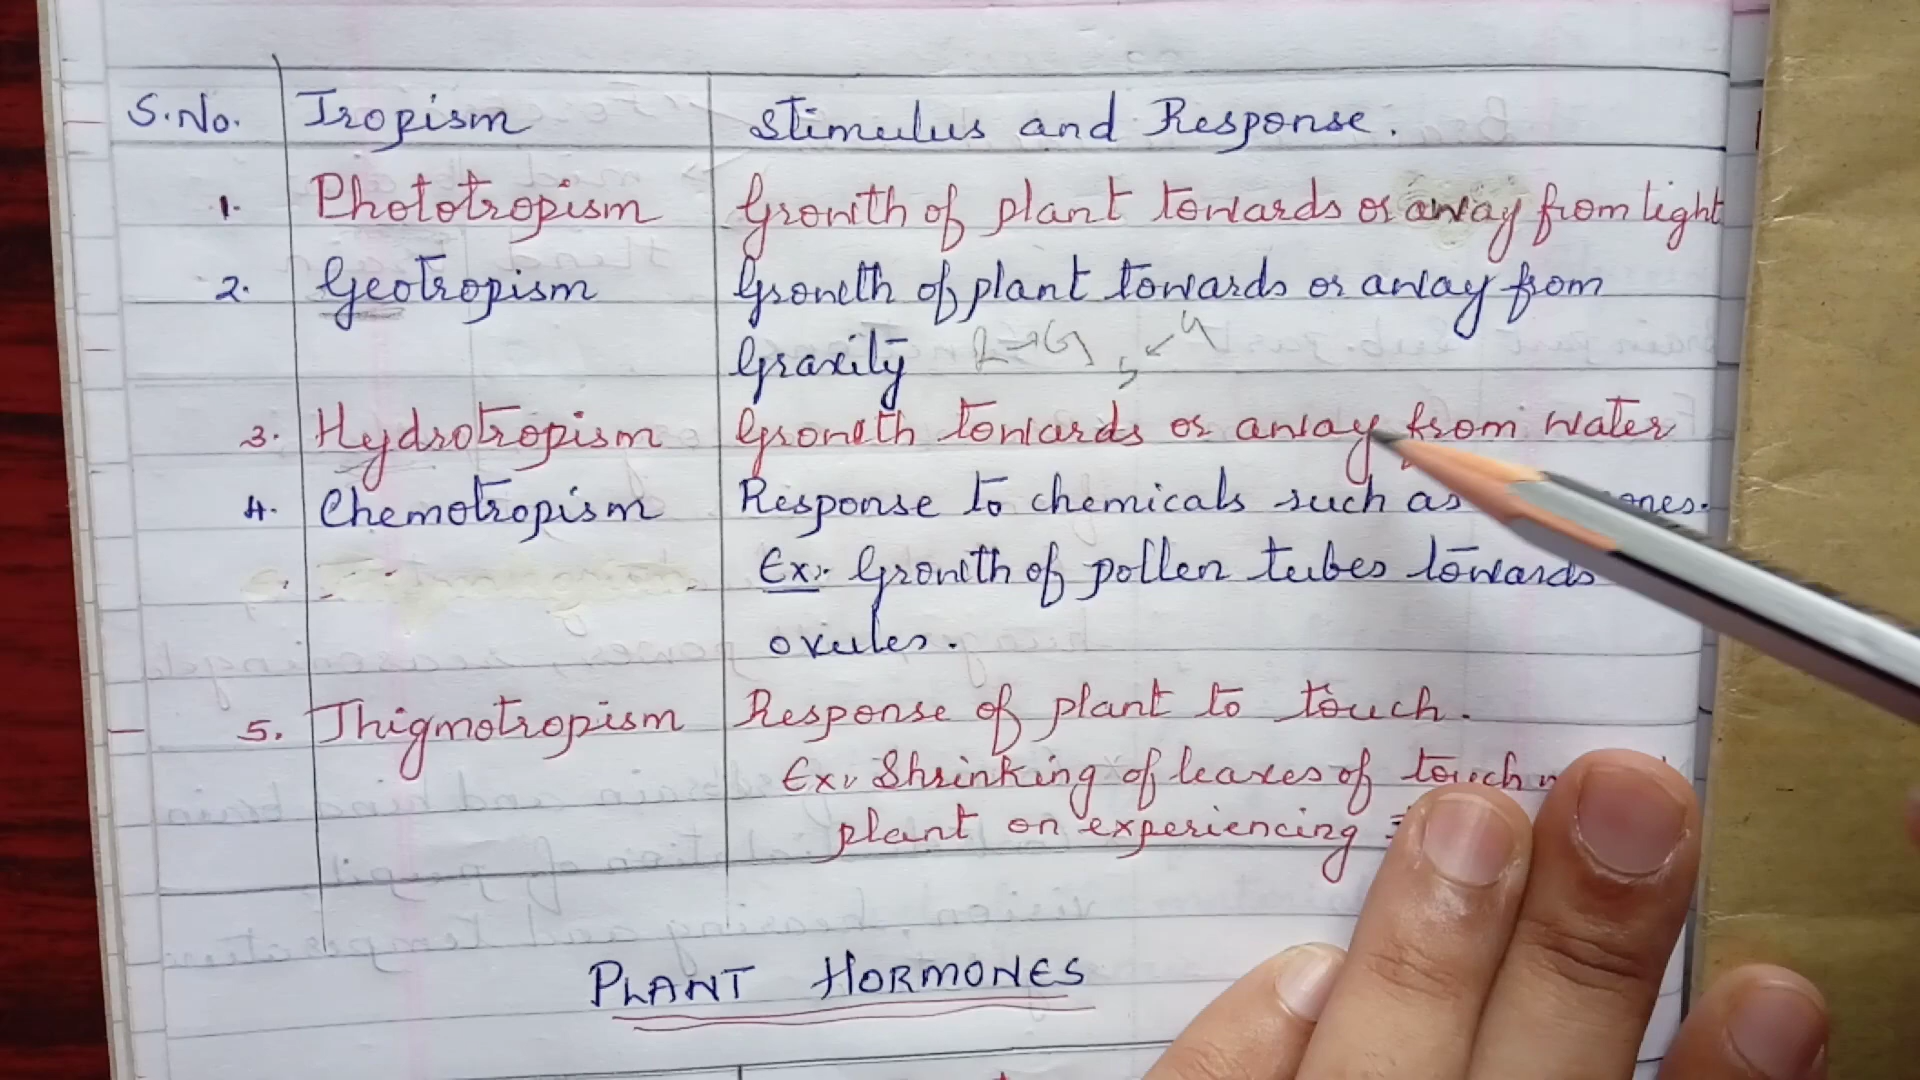 S.No. Tropism Stimulus and Response.
1. Phototropism Growth of plant towards or away from light
2. Geotropism Growth of plant towards or away from
Gravity R→G
3. Hydrotropism Growth towards or away from water
4. Chemotropism Response to chemicals such as
Ex:- Growth of pollen tubes towards
ovules.
5. Thigmotropism Response of plant to touch.
Ex:- Shrinking of leaves of touch
plant on experiencing
PLANT HORMONES